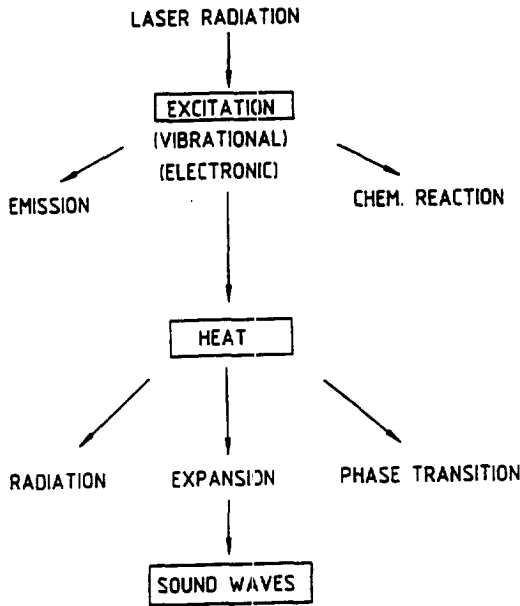 LASER RADIATION
EXCITATION
(VIBRATIONAL)
(ELECTRONIC)
EMISSION
CHEM. REACTION
HEAT
RADIATION
EXPANSION
PHASE TRANSITION
SOUND WAVES